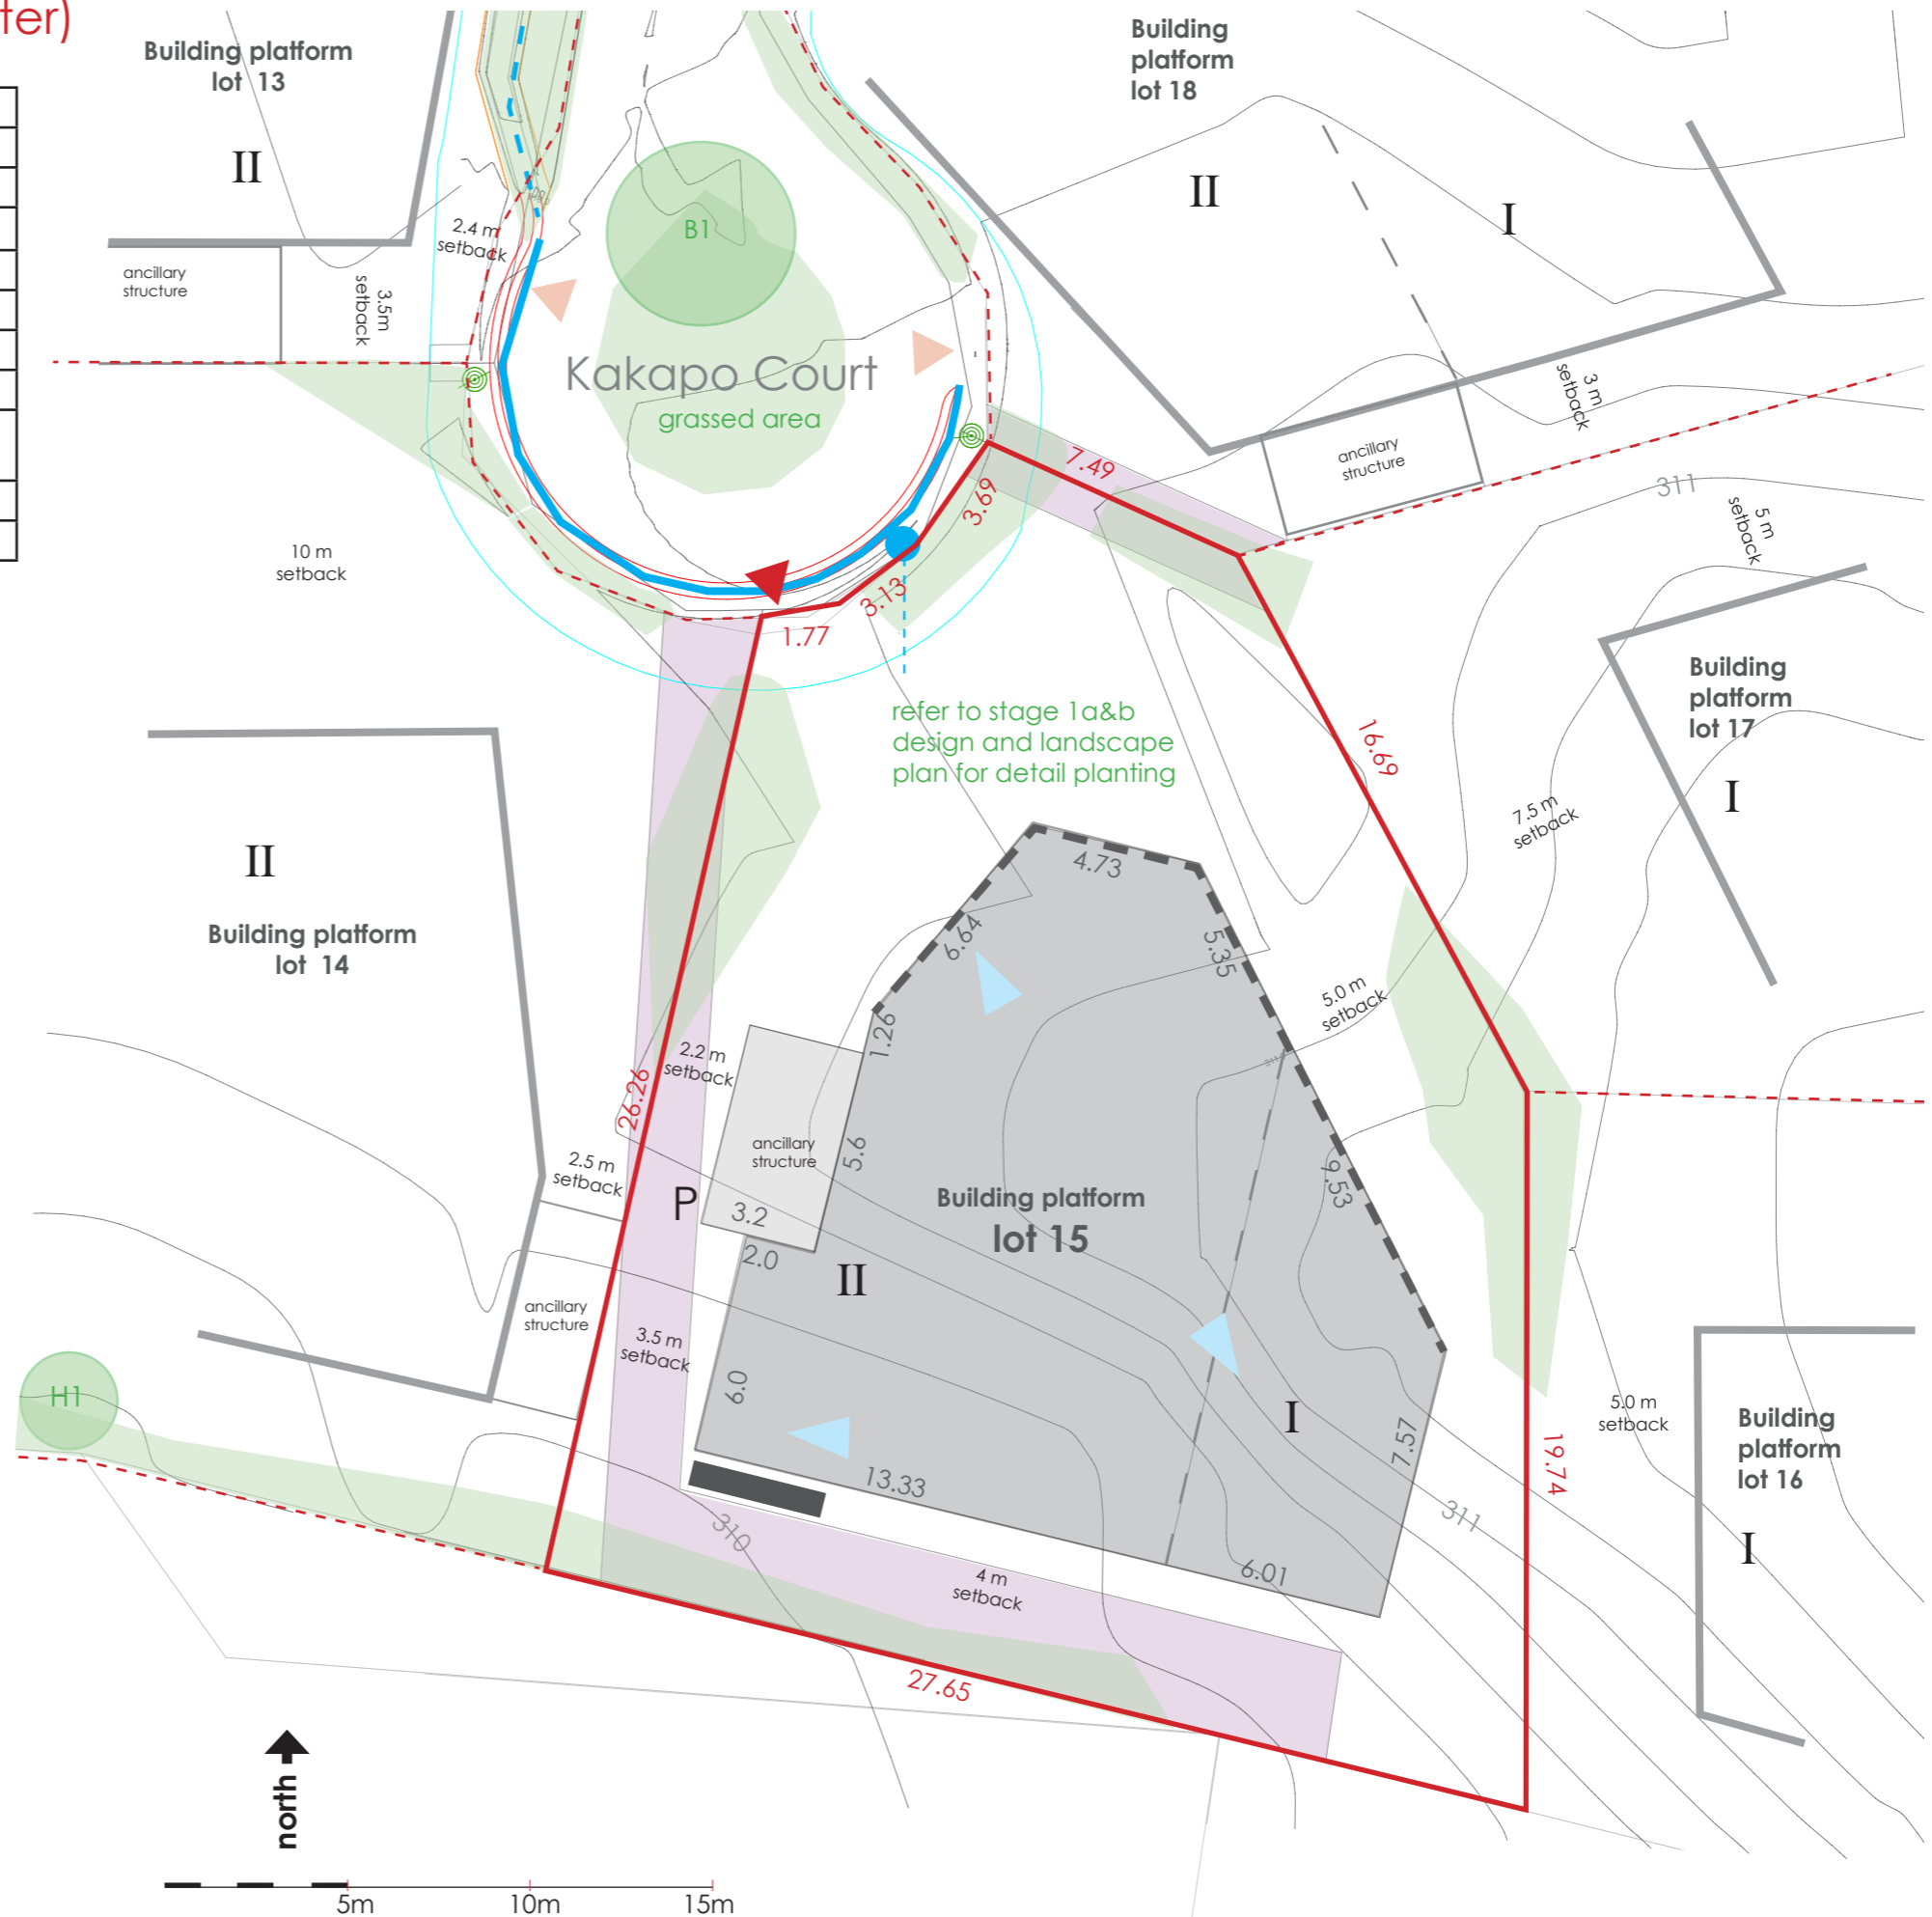 ter)
Building platform
lot 13
II
ancillary
structure
3.5m
setback
2.4 m
setback
B1
Kakapo Court
grassed area
Building
platform
lot 18
II
I
ancillary
structure
3 m
setback
311
5 m
setback
10 m
setback
7.49
3.69
3.13
1.77
refer to stage 1a&b
design and landscape
plan for detail planting
16.69
Building
platform
lot 17
I
7.5 m
setback
II
Building platform
lot 14
4.73
6.64
5.35
5.0 m
setback
1.26
2.2 m
setback
26.26
ancillary
structure
5.6
2.5 m
setback
P
3.2
2.0
Building platform
lot 15
9.53
II
ancillary
structure
3.5 m
setback
6.0
H1
I
7.57
13.33
311
19.74
5.0 m
setback
Building
platform
lot 16
I
310
4 m
setback
6.01
27.65
north
5m
10m
15m